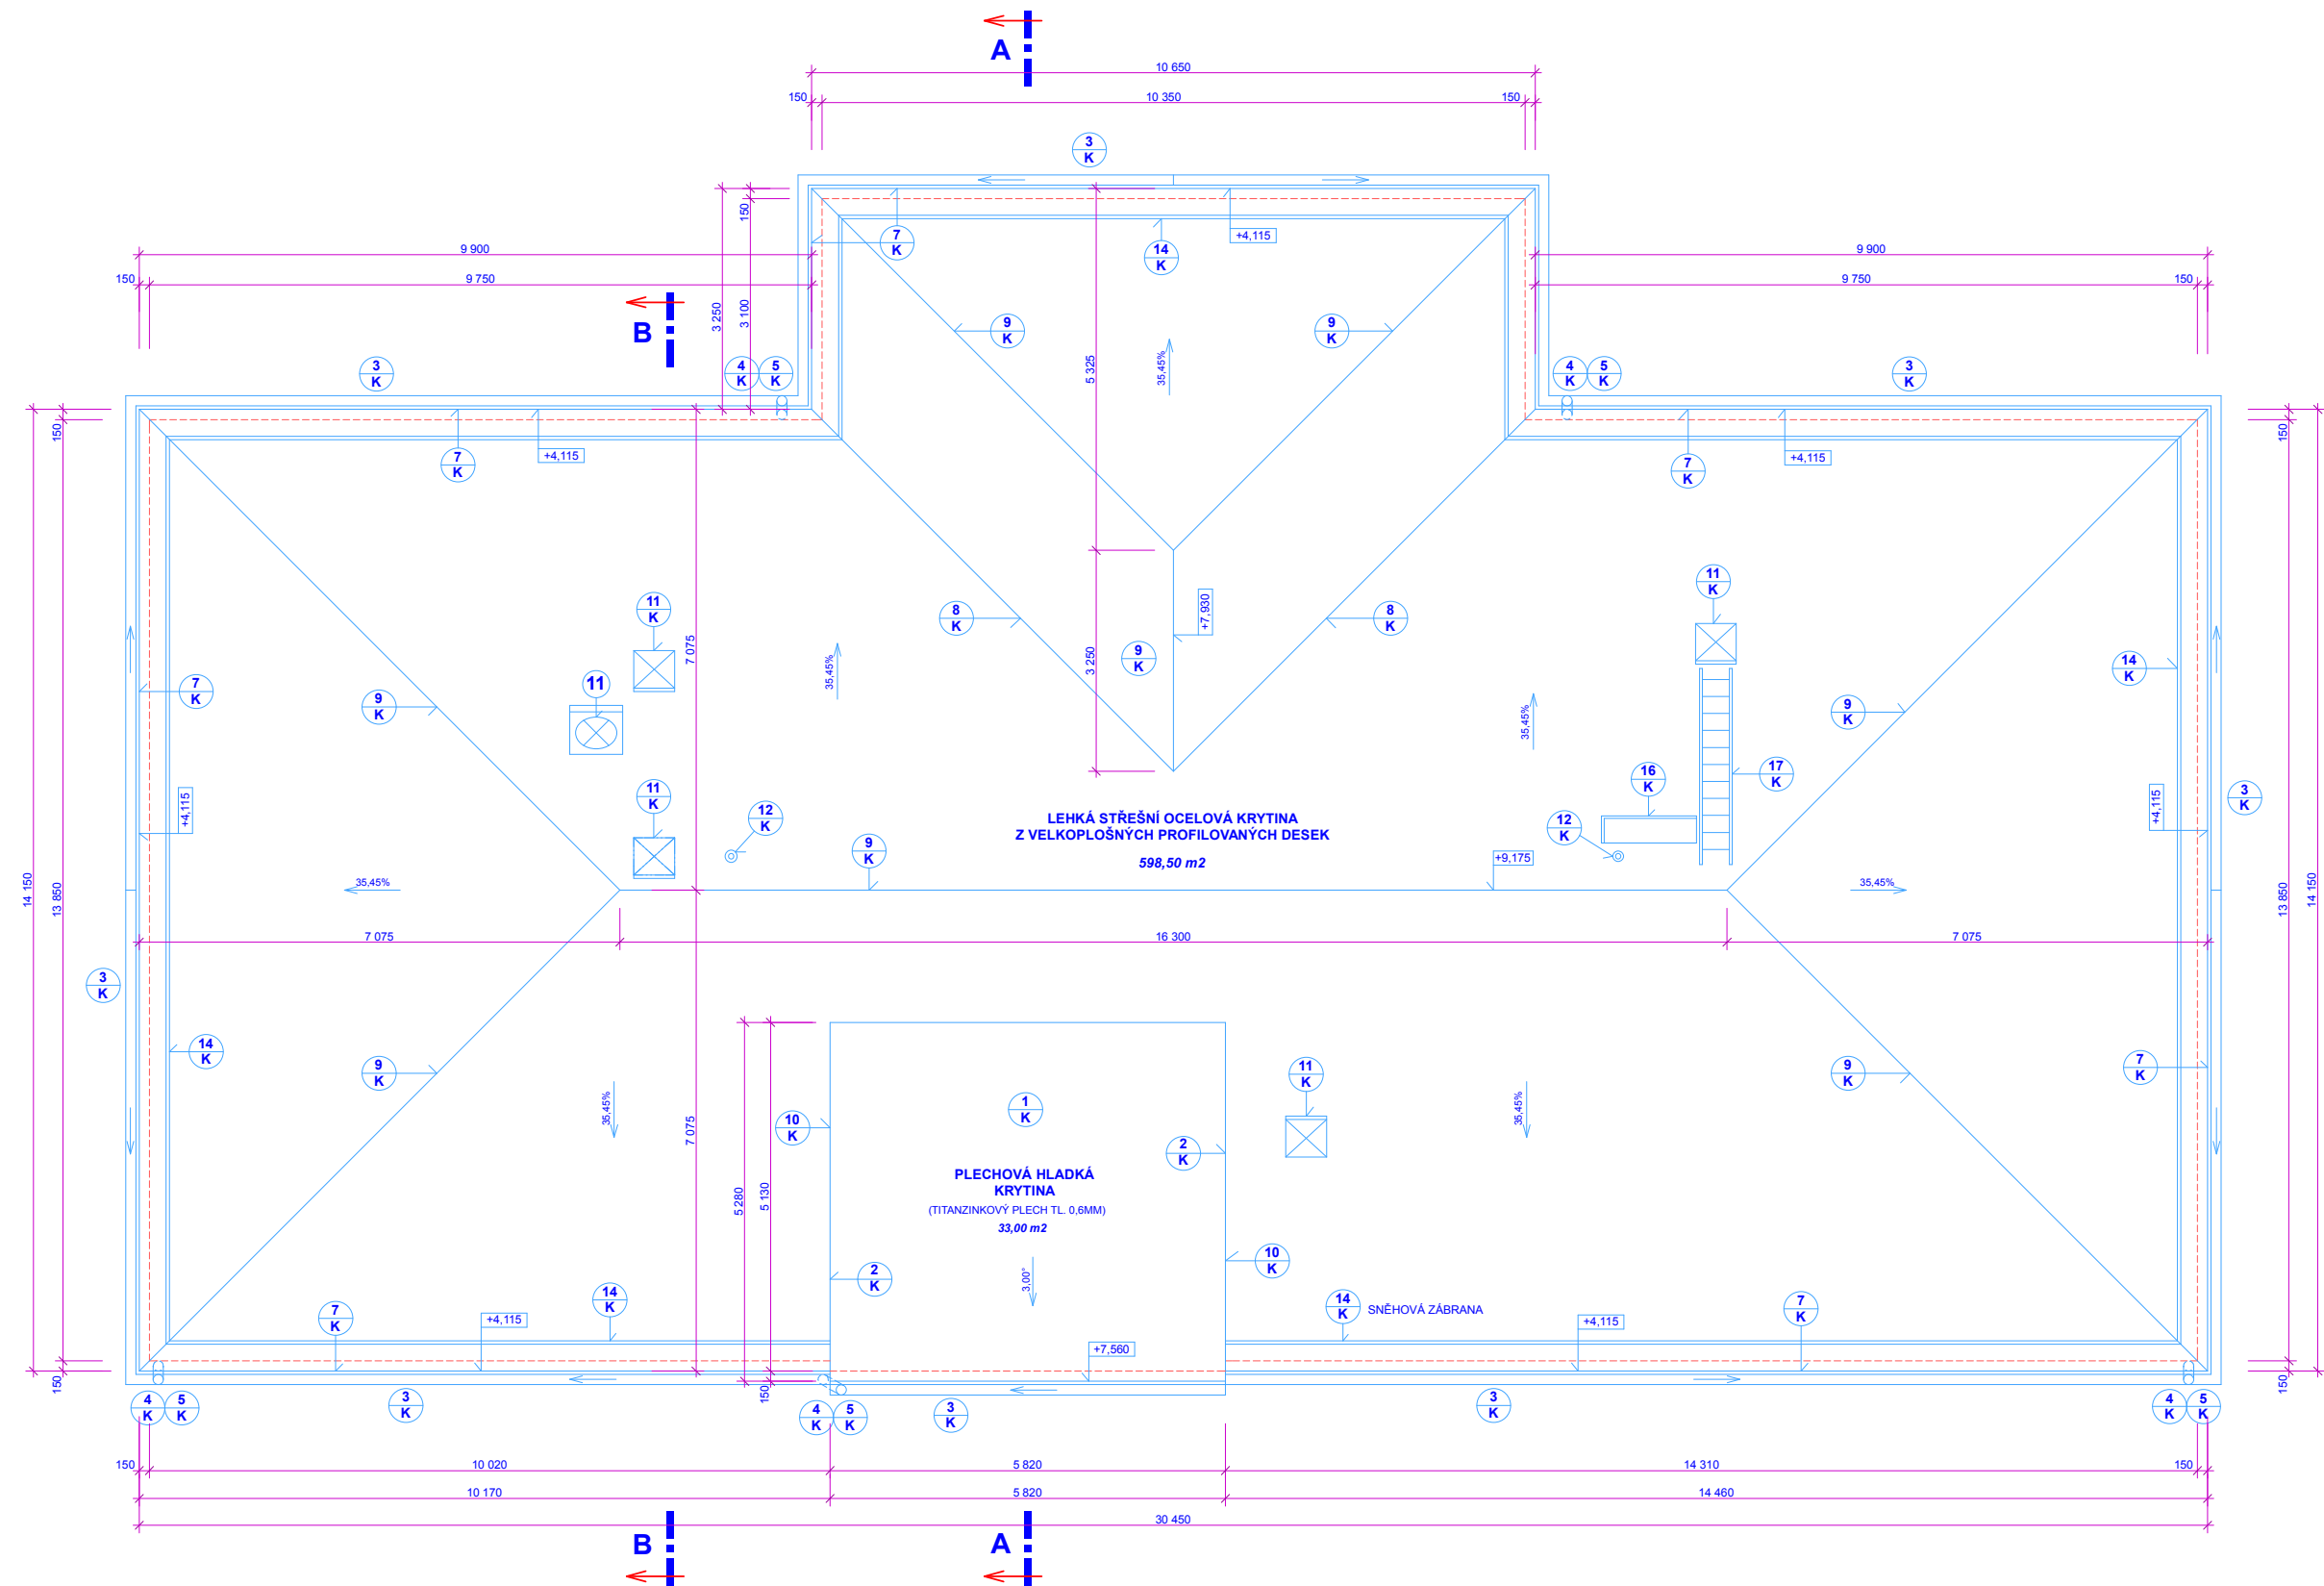 A
10 650
150
10 350
150
3
K
150
7
K
+4,115
14
K
9 900
9 900
150
9 750
9 750
150
3 250
3 100
B
9
K
9
K
5 325
35,45%
3
K
4
K
5
K
4
K
5
K
3
K
150
150
7
K
+4,115
+4,115
7
K
11
K
11
K
8
K
+7,930
8
K
7 075
35,45%
3 250
9
K
14
K
7
K
11
9
K
9
K
35,45%
16
K
17
K
11
K
12
K
12
K
+4,115
+4,115
3
K
LEHKÁ STŘEŠNÍ OCELOVÁ KRYTINA
Z VELKOPLOŠNÝCH PROFILOVANÝCH DESEK
598,50 m2
9
K
+9,175
14 150
13 850
35,45%
35,45%
13 850
14 150
7 075
16 300
7 075
3
K
14
K
9
K
35,45%
7 075
10
K
1
K
2
K
11
K
35,45%
9
K
7
K
5 280
5 130
PLECHOVÁ HLADKÁ
KRYTINA
(TITANZINKOVÝ PLECH TL. 0,6MM)
33,00 m2
3,00°
2
K
10
K
7
K
14
K
+4,115
14
K
SNĚHOVÁ ZÁBRANA
+4,115
7
K
+7,560
150
150
150
4
K
5
K
3
K
4
K
5
K
3
K
3
K
4
K
5
K
150
10 020
5 820
14 310
150
10 170
5 820
14 460
30 450
B
A